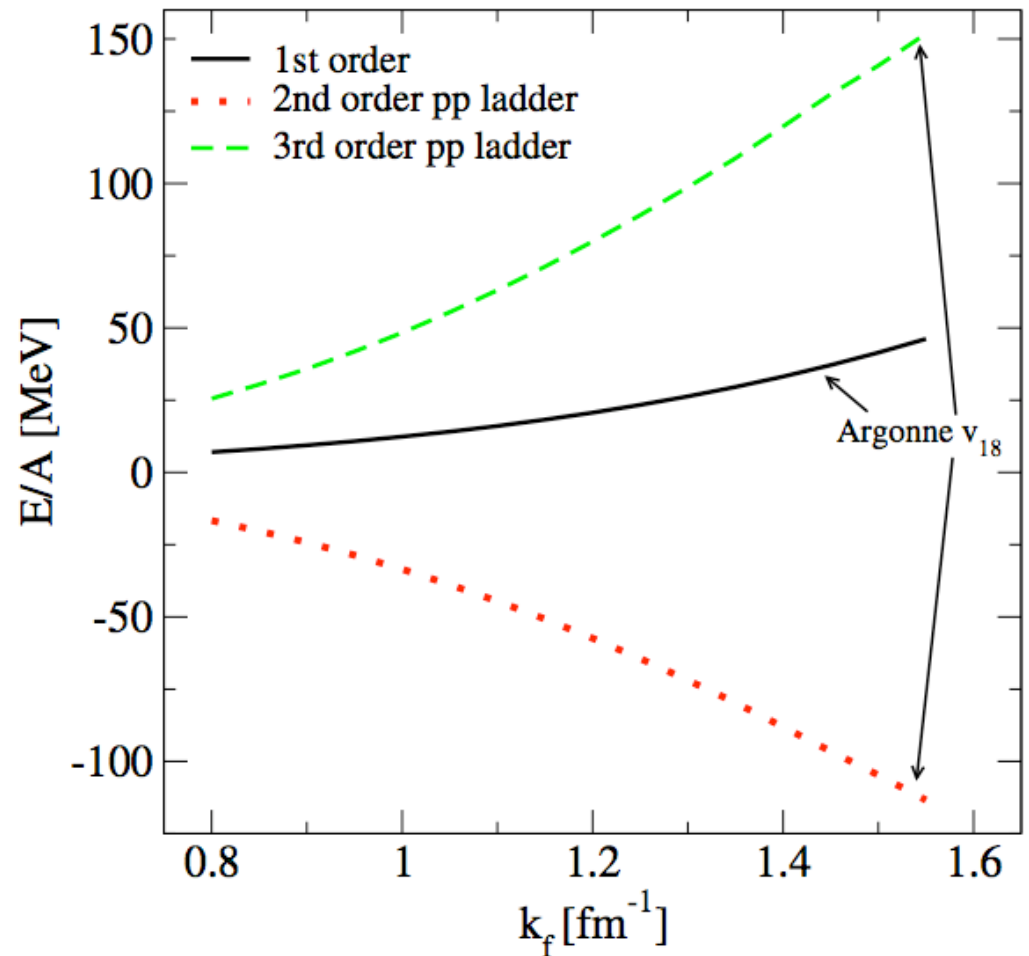 1st order
2nd order pp ladder
3rd order pp ladder
150
100
50
0
-50
-100
E/A [MeV]
Argonne v18
0.8 1 1.2 1.4 1.6
kf [fm-1]